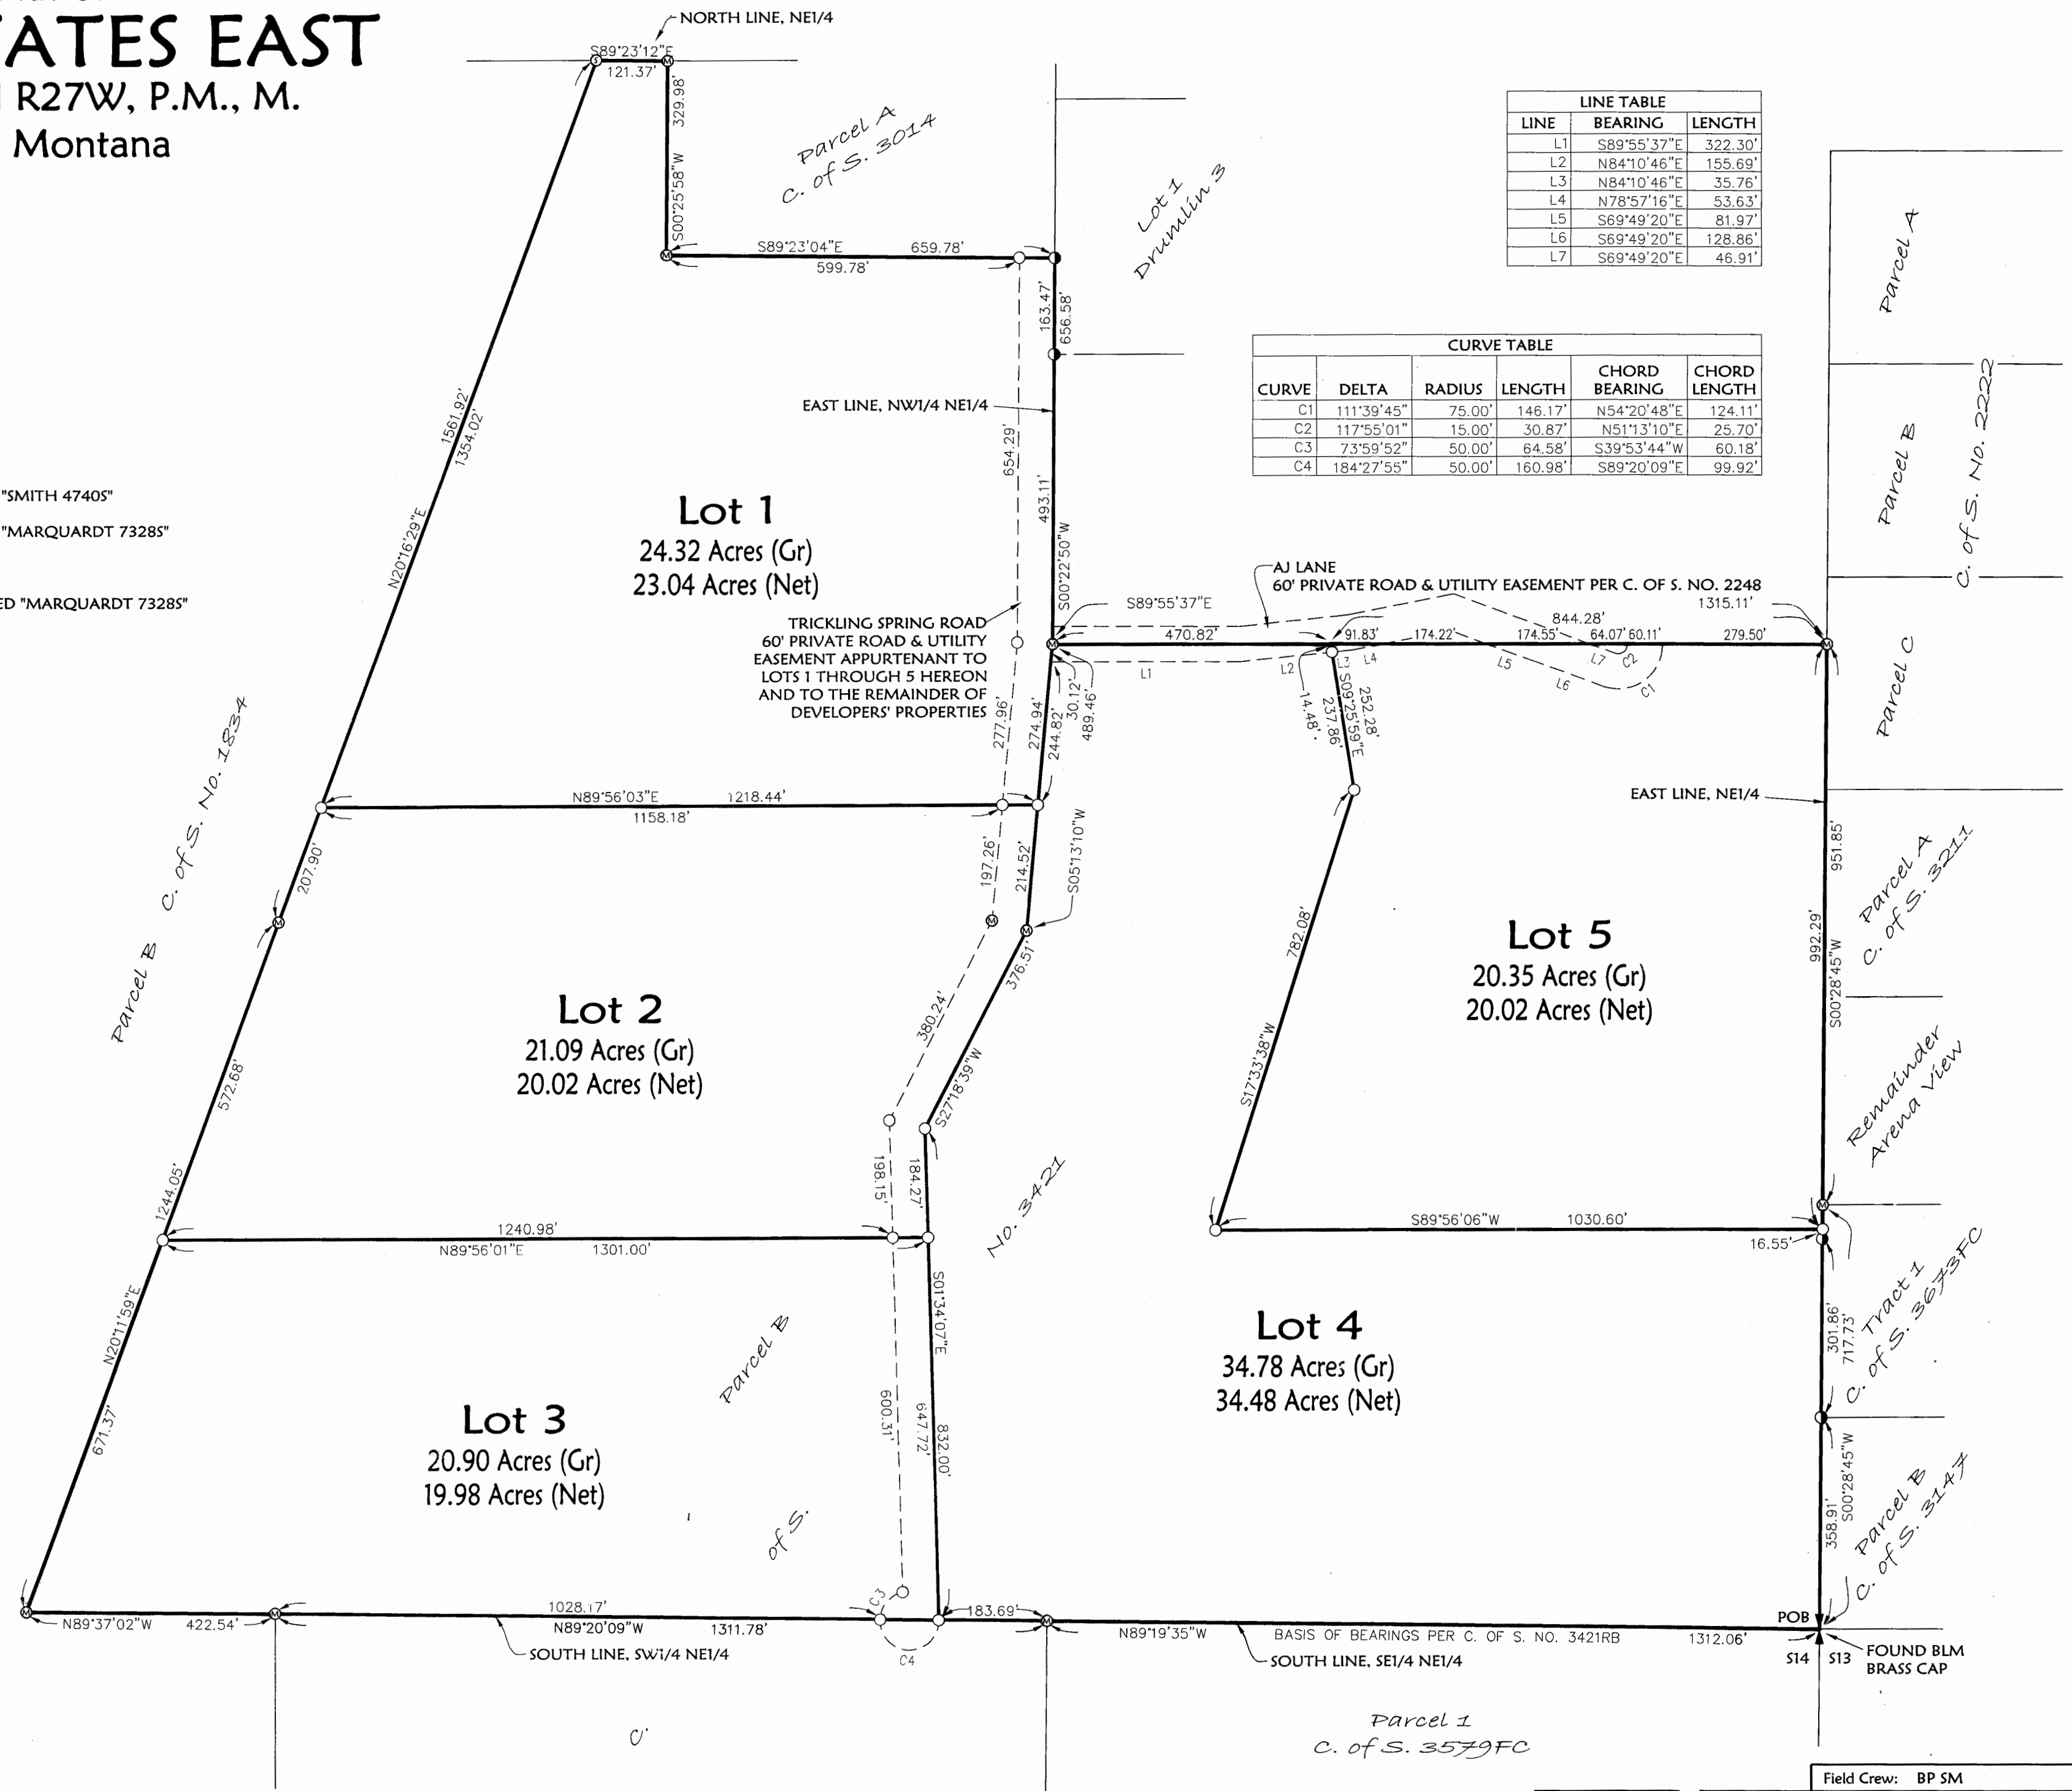 TATES EAST
R27W, P.M., M.
Montana
NORTH LINE, NE1/4
S89°23'12"E
121.37'
329.98'
S00°25'58"W
Parcel A
C. of S. 3014
S89°23'04"E 659.78'
599.78'
Lot 1
Drumlin 3
163.47'
656.58'
LINE TABLE
LINE BEARING LENGTH
L1 S89°55'37"E 322.30'
L2 N84°10'46"E 155.69'
L3 N84°10'46"E 35.76'
L4 N78°57'16"E 53.63'
L5 S69°49'20"E 81.97'
L6 S69°49'20"E 128.86'
L7 S69°49'20"E 46.91'
CURVE TABLE
CURVE DELTA RADIUS LENGTH CHORD BEARING CHORD LENGTH
C1 111°39'45" 75.00' 146.17' N54°20'48"E 124.11'
C2 117°55'01" 15.00' 30.87' N51°13'10"E 25.70'
C3 73°59'52" 50.00' 64.58' S39°53'44"W 60.18'
C4 184°27'55" 50.00' 160.98' S89°20'09"E 99.92'
Parcel A
Parcel B
C. of S. No. 2222
Parcel C
1561.92'
1354.02'
N20°16'29"E
EAST LINE, NW1/4 NE1/4
654.29'
493.11'
S00°22'50"W
"SMITH 4740S"
"MARQUARDT 7328S"
ED "MARQUARDT 7328S"
Lot 1
24.32 Acres (Gr)
23.04 Acres (Net)
TRICKLING SPRING ROAD
60' PRIVATE ROAD & UTILITY
EASEMENT APPURTENANT TO
LOTS 1 THROUGH 5 HEREON
AND TO THE REMAINDER OF
DEVELOPERS' PROPERTIES
AJ LANE
60' PRIVATE ROAD & UTILITY EASEMENT PER C. OF S. NO. 2248
S89°55'37"E
1315.11'
844.28'
470.82'
91.83'
174.22'
174.55'
64.07'
60.11'
279.50'
L1
L2
L3
L4
L5
L6
L7
C2
C1
14.48'
237.86'
S09°25'59"E
252.28'
277.96'
274.94'
244.82'
30.12'
489.46'
N89°56'03"E 1218.44'
1158.18'
207.90'
Parcel B C. of S. No. 1834
197.26'
214.52'
S05°13'10"W
EAST LINE, NE1/4
951.85'
992.29'
S00°28'45"W
Parcel A
C. of S. 3211
Lot 5
20.35 Acres (Gr)
20.02 Acres (Net)
782.08'
S17°33'38"W
Lot 2
21.09 Acres (Gr)
20.02 Acres (Net)
380.24'
376.51'
S27°18'39"W
572.68'
1244.05'
198.15'
184.27'
Remainder
Arena View
No. 3421
1240.98'
N89°56'01"E 1301.00'
S89°56'06"W 1030.60'
16.55'
Tract 1
C. of S. 3673FC
301.86'
717.73'
N20°11'59"E
671.37'
Parcel B
S01°34'07"E
600.31'
647.72'
832.00'
Lot 4
34.78 Acres (Gr)
34.48 Acres (Net)
Lot 3
20.90 Acres (Gr)
19.98 Acres (Net)
of S.
S00°28'45"W
358.91'
Parcel B
C. of S. 3147
C3
C4
N89°37'02"W 422.54'
1028.17'
N89°20'09"W 1311.78'
SOUTH LINE, SW1/4 NE1/4
183.69'
N89°19'35"W BASIS OF BEARINGS PER C. OF S. NO. 3421RB 1312.06'
SOUTH LINE, SE1/4 NE1/4
POB
S14 S13
FOUND BLM
BRASS CAP
C.
Parcel 1
C. of S. 3579FC
Field Crew: BP SM